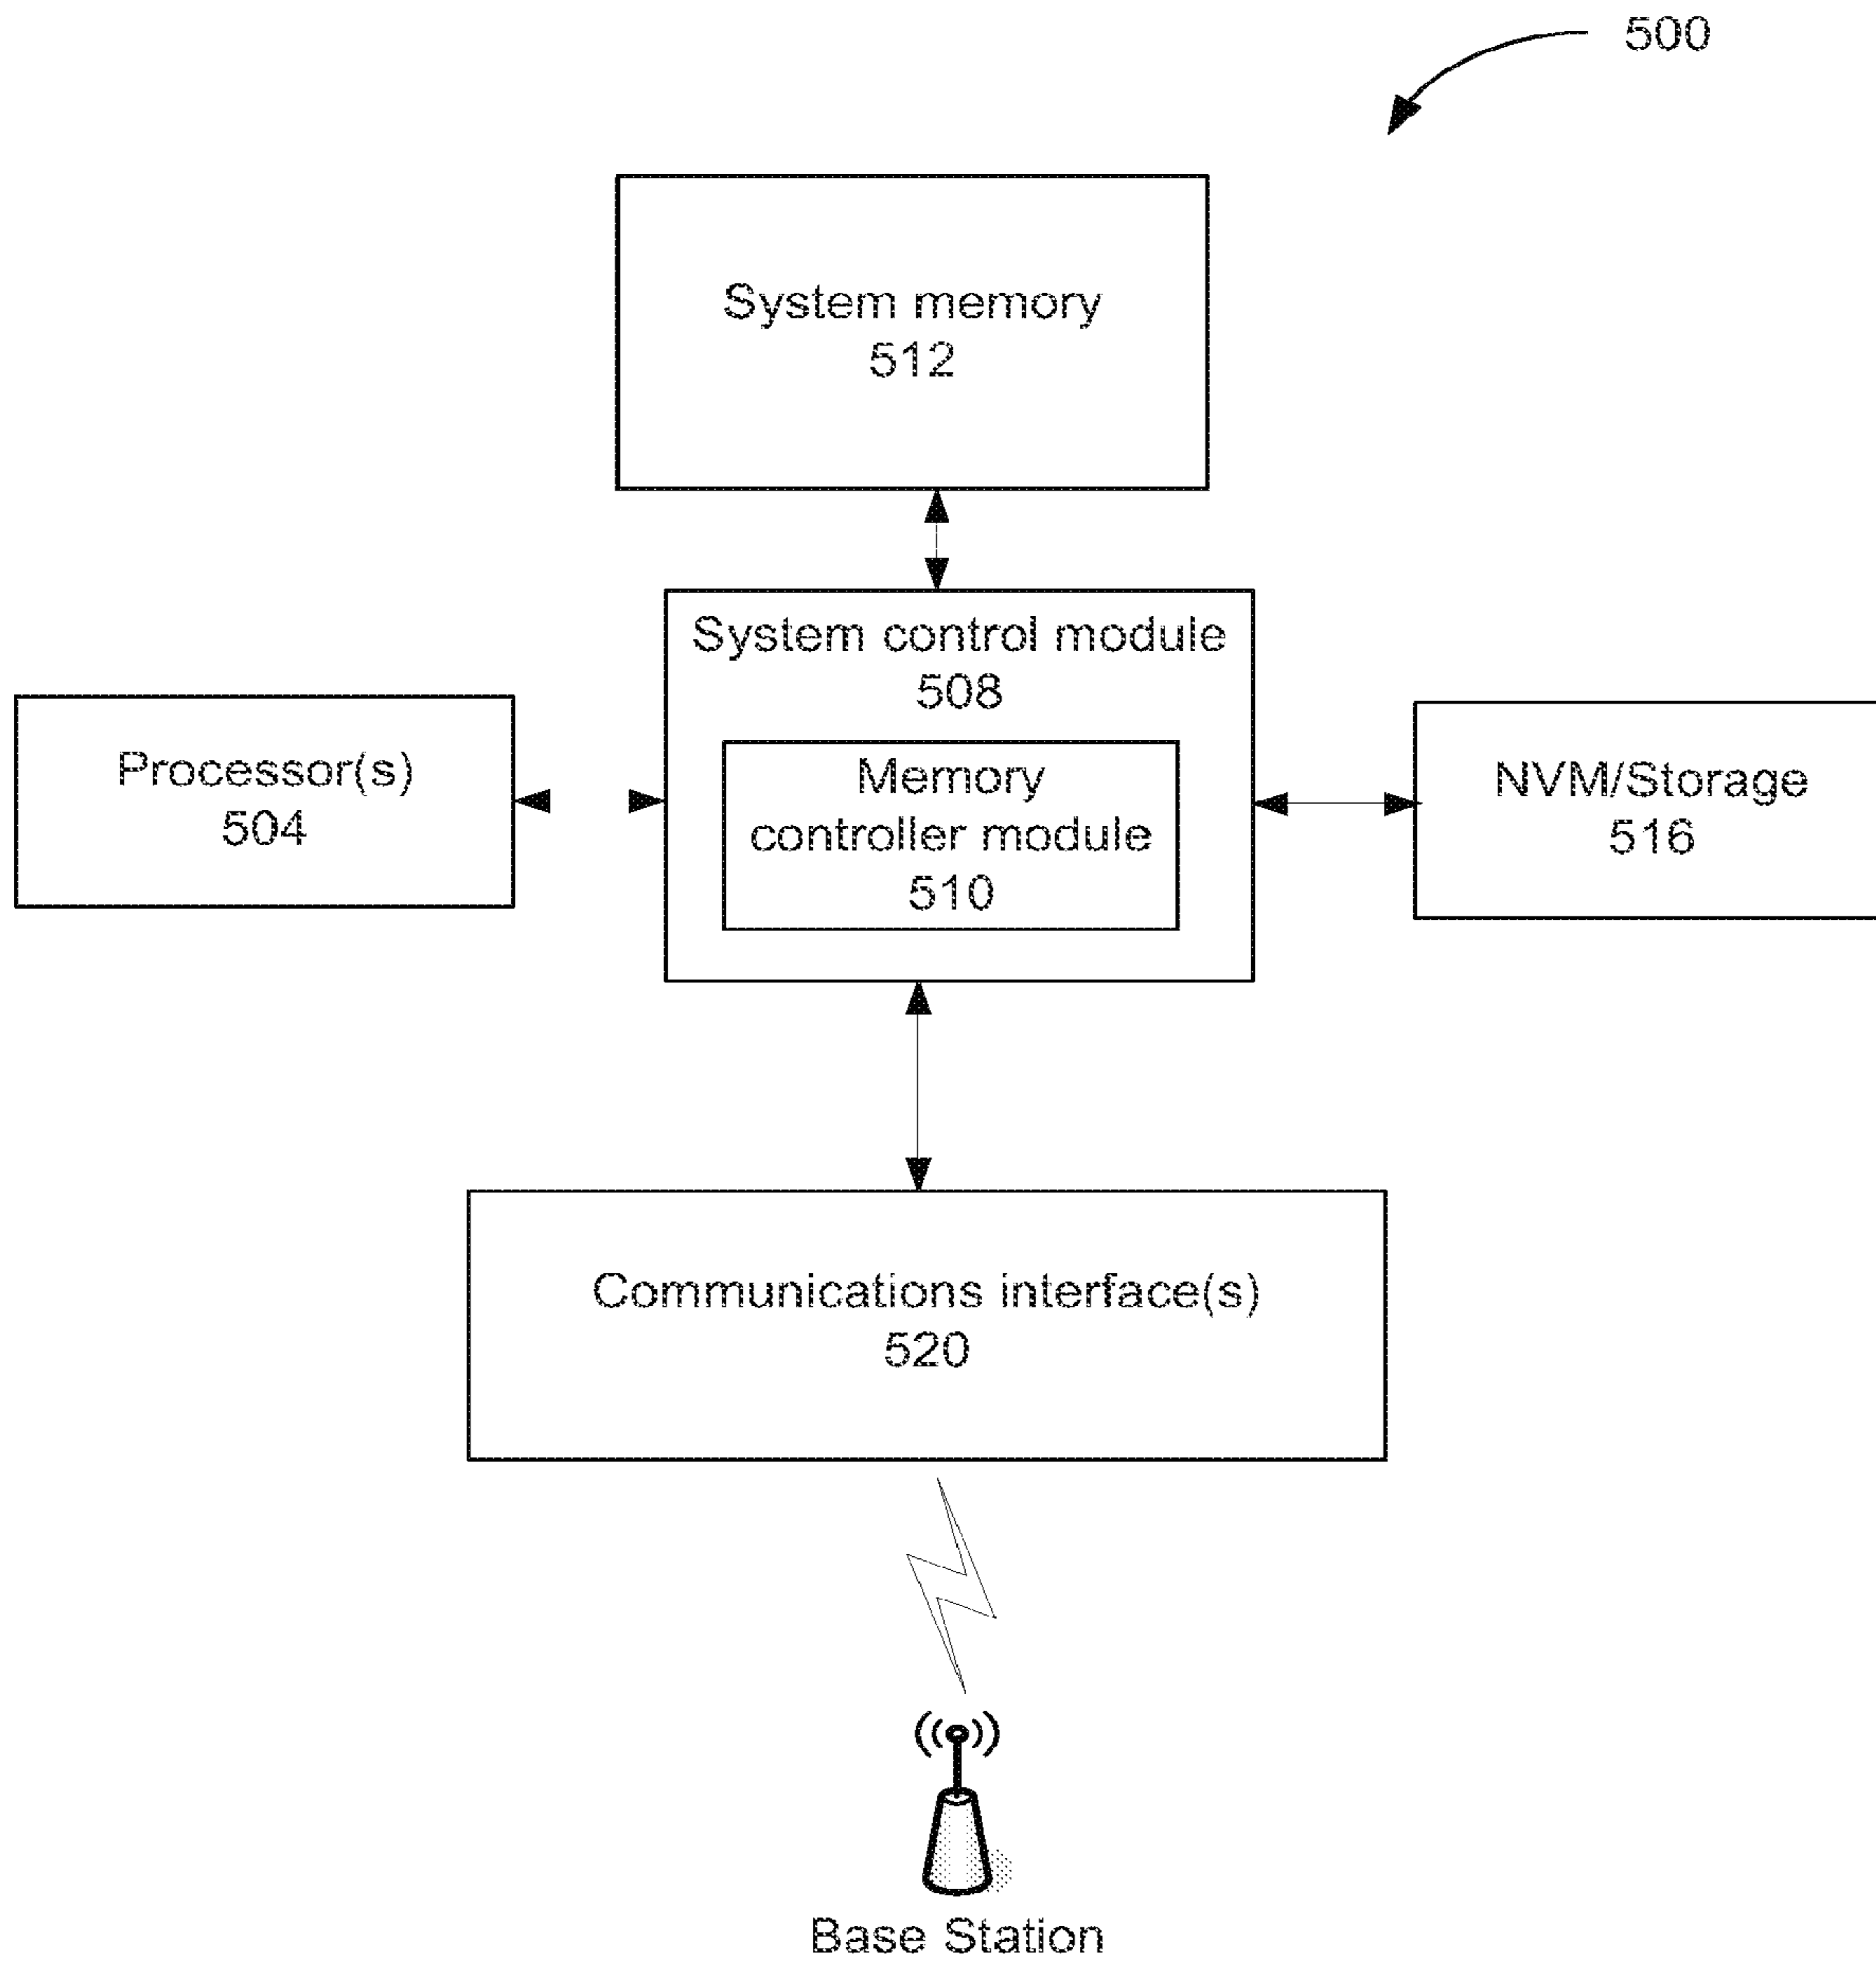 500
System memory
512
System control module
508
Processor(s)
504
Memory
controller module
510
NVM/Storage
516
Communications interface(s)
520
Base Station